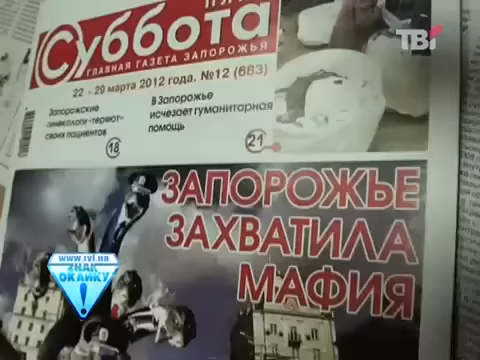 Суббота
ГЛАВНАЯ ГАЗЕТА ЗАПОРОЖЬЯ
22 - 29 марта 2012 года. №12 (683)
Запорожские
гинекологи «теряют»
своих пациентов
18
В Запорожье
исчезает гуманитарная
помощь
21
ЗАПОРОЖЬЕ
ЗАХВАТИЛА
МАФИЯ
ТВi
www.tvi.ua
ЗНАК
ОКЛИКУ